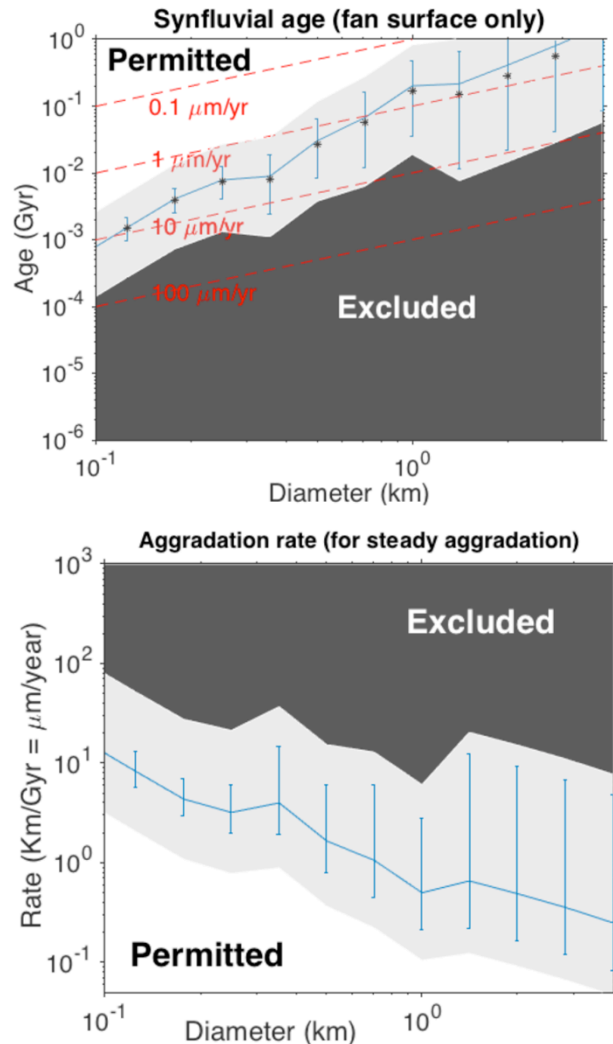 Synfluvial age (fan surface only)
Permitted
0.1 μm/yr
1 μm/yr
10 μm/yr
100 μm/yr
Excluded
10^0
10^-1
10^-2
10^-3
10^-4
10^-5
10^-6
Age (Gyr)
10^-1
10^0
Diameter (km)
Aggradation rate (for steady aggradation)
10^3
10^2
10^1
10^0
10^-1
Excluded
Permitted
Rate (Km/Gyr = μm/year)
10^-1
10^0
Diameter (km)